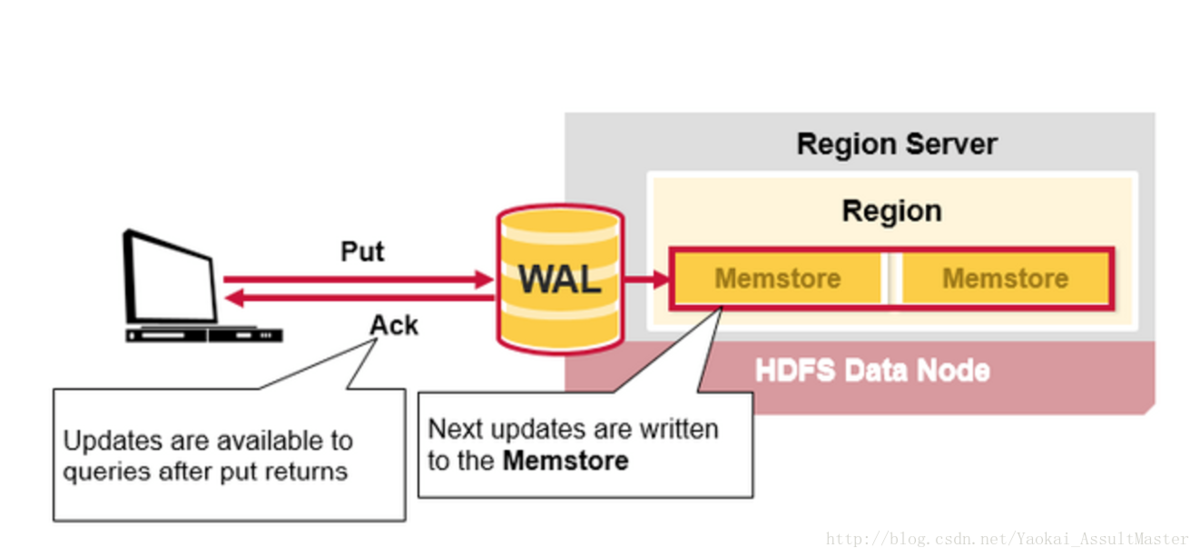 Region Server
Region
Put
WAL
Memstore
Memstore
Ack
HDFS Data Node
Updates are available to
queries after put returns
Next updates are written
to the Memstore
http://blog.csdn.net/Yaokai_AssultMaster